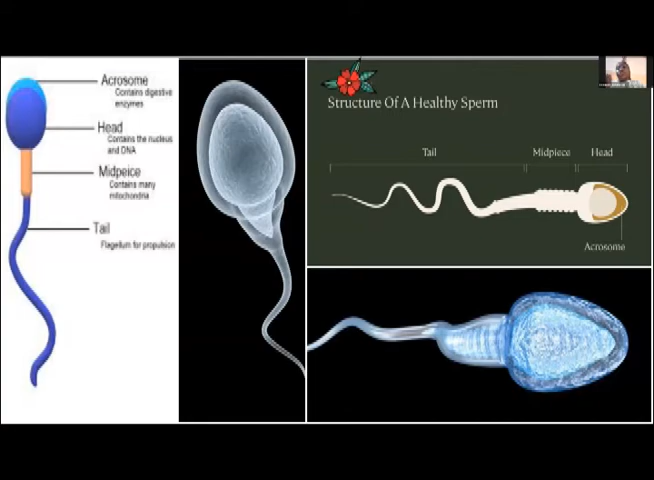 Acrosome
Contains digestive
enzymes
Head
Contains the nucleus
and DNA
Midpeice
Contains many
mitochondria
Tail
Flagellum for propulsion
Structure Of A Healthy Sperm
Tail Midpiece Head
Acrosome